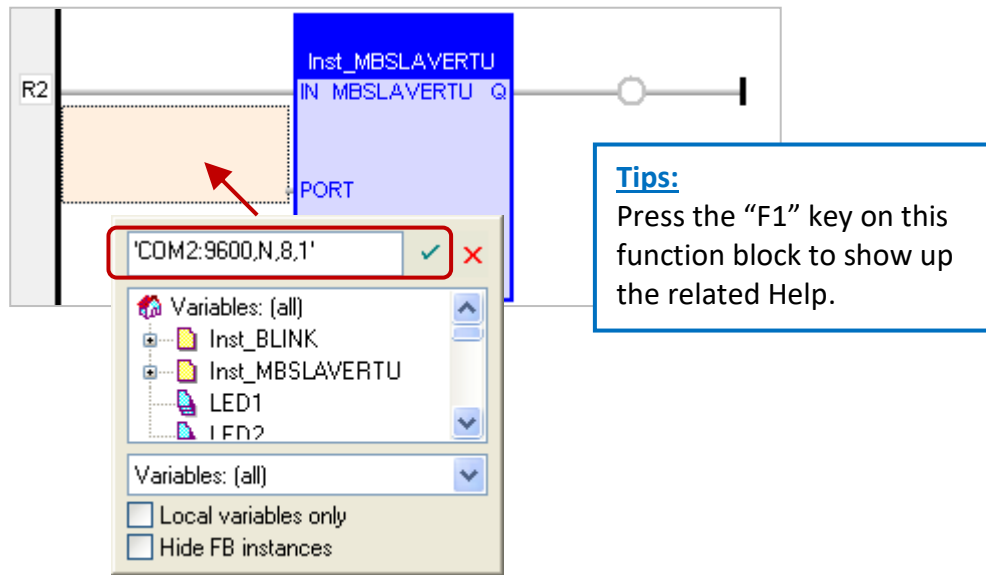 Inst_MBSLAVERTU
R2
IN MBSLAVERTU Q
PORT
Tips:
Press the “F1” key on this
function block to show up
the related Help.
'COM2:9600,N,8,1'
Variables: (all)
Inst_BLINK
Inst_MBSLAVERTU
LED1
LED2
Variables: (all)
Local variables only
Hide FB instances